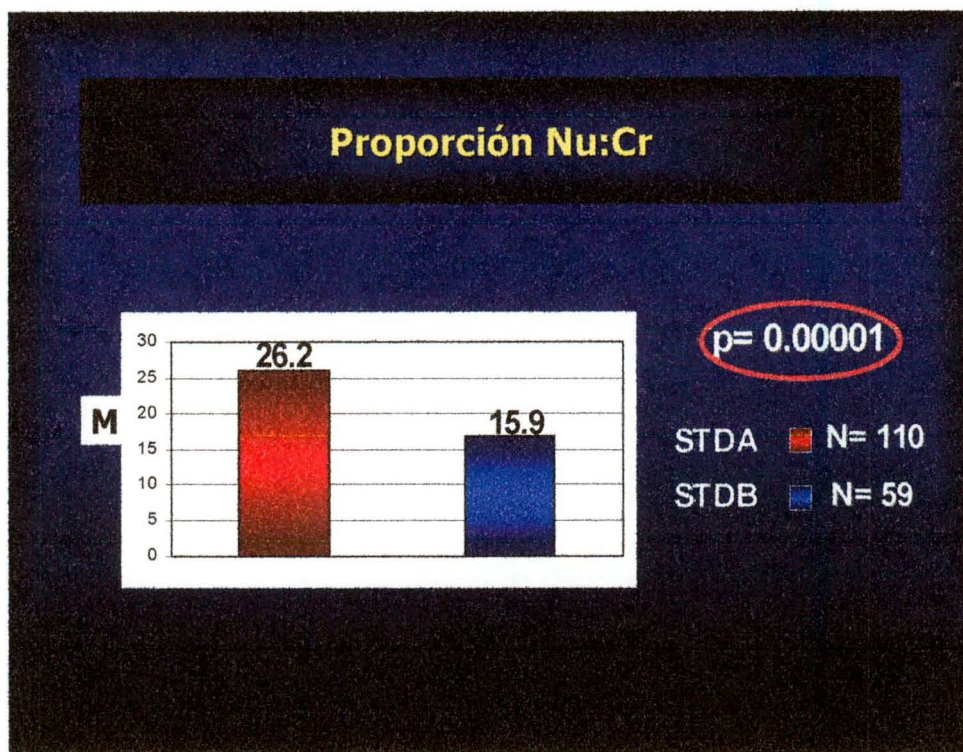 Proporción Nu:Cr
p= 0.00001
30
25
20
15
10
5
0
M
26.2
15.9
STDA N= 110
STDB N= 59